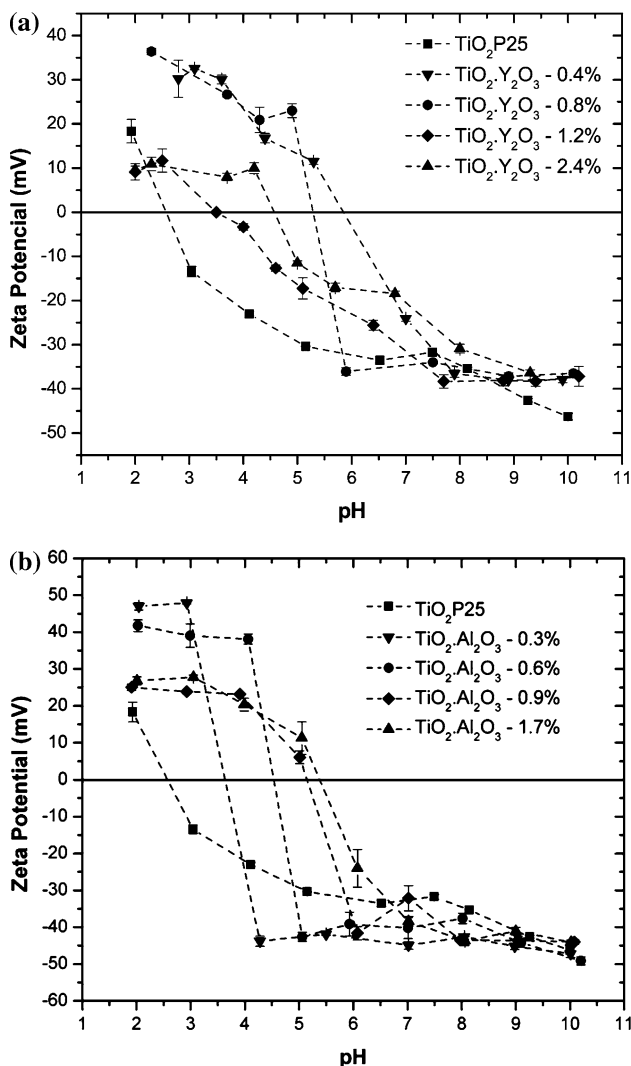 (a)
40
30
20
10
0
-10
-20
-30
-40
-50
Zeta Potencial (mV)
TiO₂P25
TiO₂.Y₂O₃ - 0.4%
TiO₂.Y₂O₃ - 0.8%
TiO₂.Y₂O₃ - 1.2%
TiO₂.Y₂O₃ - 2.4%
1 2 3 4 5 6 7 8 9 10 11
pH
(b)
60
50
40
30
20
10
0
-10
-20
-30
-40
-50
-60
Zeta Potential (mV)
TiO₂P25
TiO₂.Al₂O₃ - 0.3%
TiO₂.Al₂O₃ - 0.6%
TiO₂.Al₂O₃ - 0.9%
TiO₂.Al₂O₃ - 1.7%
1 2 3 4 5 6 7 8 9 10 11
pH